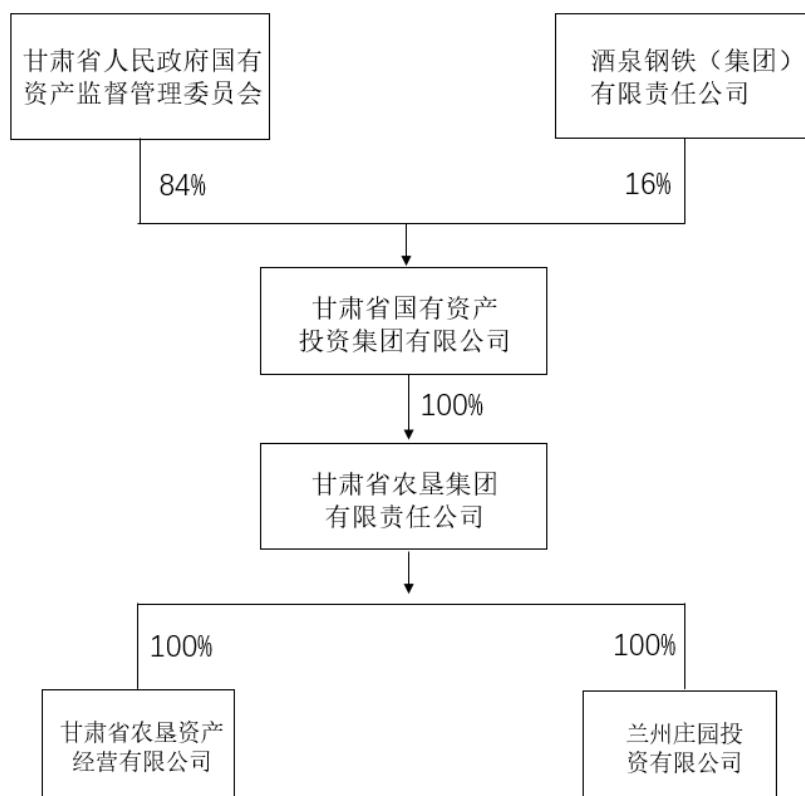 甘肃省人民政府国有
资产监督管理委员会
酒泉钢铁（集团）
有限责任公司
84%
16%
甘肃省国有资产
投资集团有限公司
100%
甘肃省农垦集团
有限责任公司
100%
100%
甘肃省农垦资产
经营有限公司
兰州庄园投
资有限公司